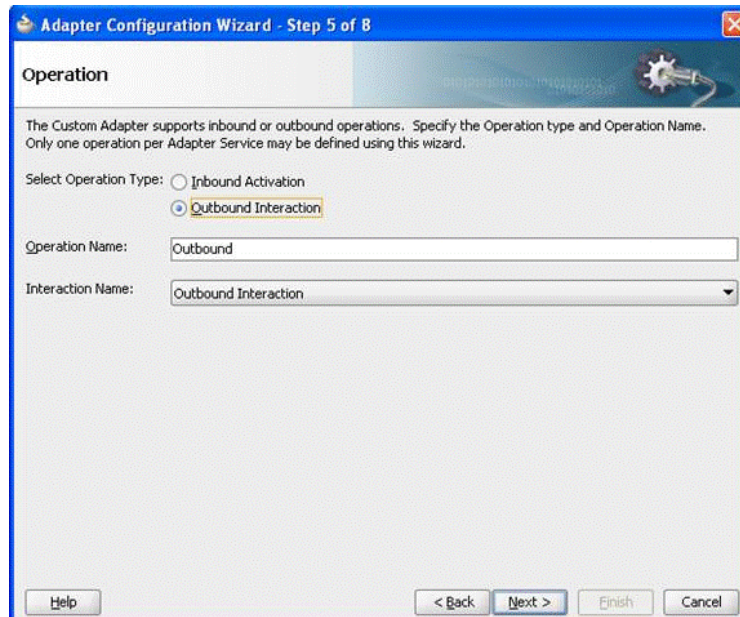 Adapter Configuration Wizard - Step 5 of 8
Operation
The Custom Adapter supports inbound or outbound operations. Specify the Operation type and Operation Name.
Only one operation per Adapter Service may be defined using this wizard.
Select Operation Type: Inbound Activation
Outbound Interaction
Operation Name: Outbound
Interaction Name: Outbound Interaction
Help < Back Next > Finish Cancel